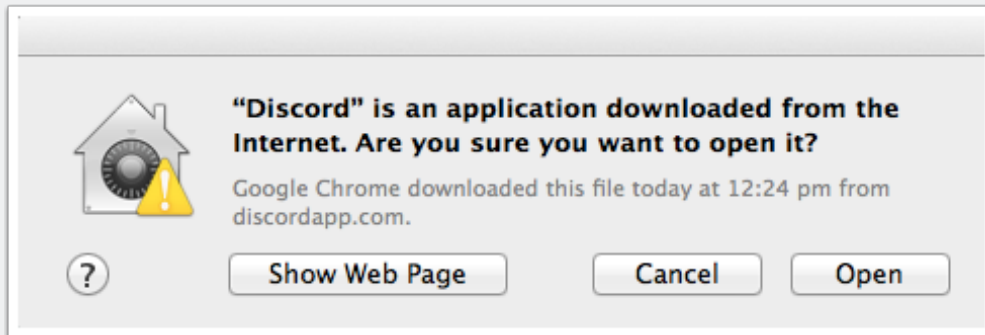 “Discord” is an application downloaded from the
Internet. Are you sure you want to open it?
Google Chrome downloaded this file today at 12:24 pm from
discordapp.com.
?
Show Web Page
Cancel
Open